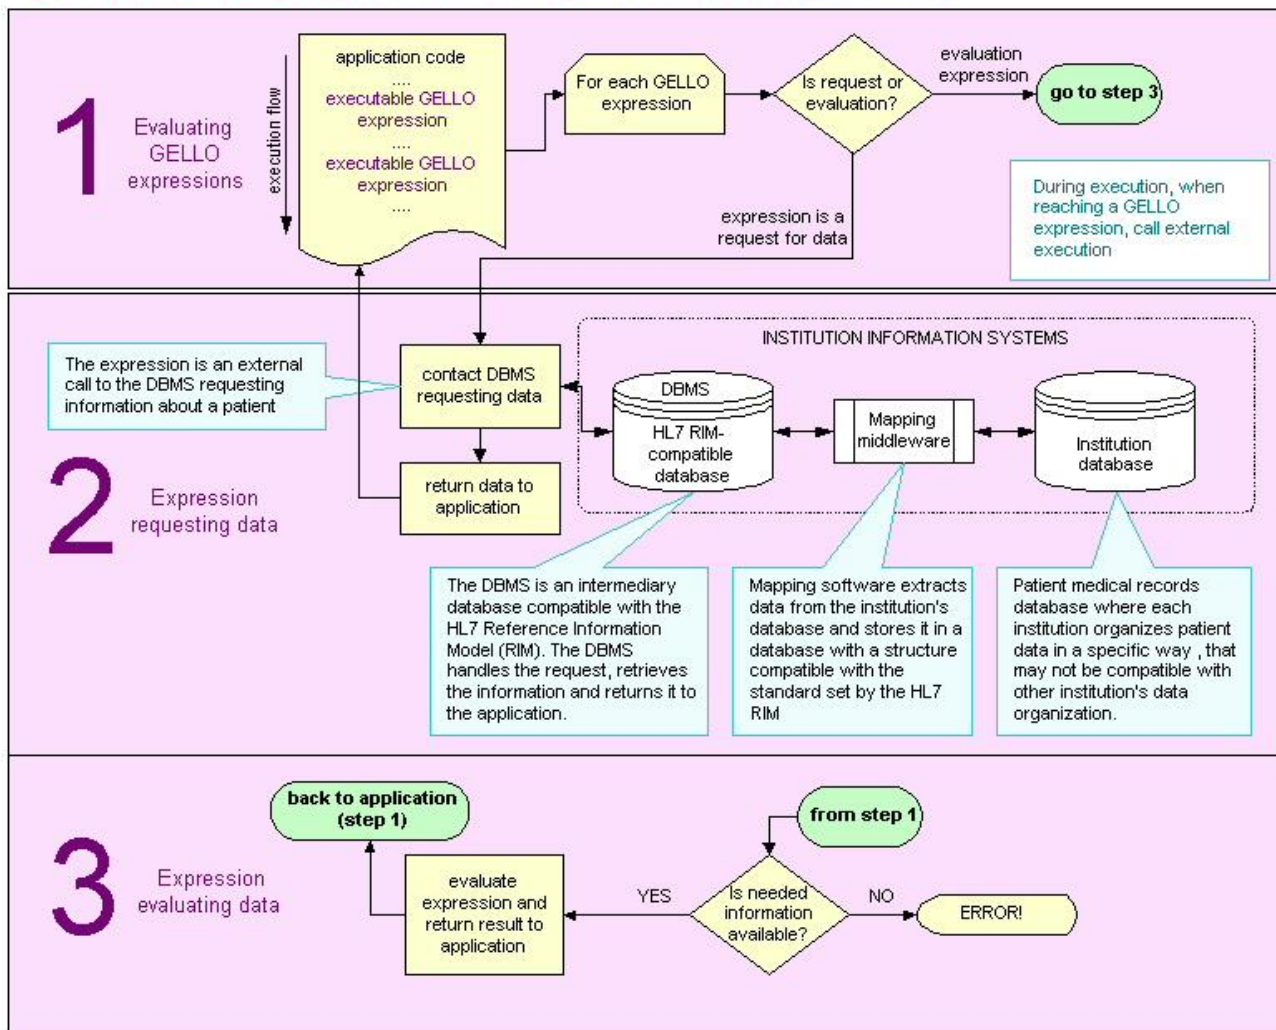 1
Evaluating
GELLO
expressions
execution flow
application code
....
executable GELLO
expression
....
executable GELLO
expression
....
For each GELLO
expression
Is request or
evaluation?
evaluation
expression
go to step 3
expression is a
request for data
During execution, when
reaching a GELLO
expression, call external
execution
2
Expression
requesting data
The expression is an external
call to the DBMS requesting
information about a patient
contact DBMS
requesting data
return data to
application
INSTITUTION INFORMATION SYSTEMS
DBMS
HL7 RIM-
compatible
database
Mapping
middleware
Institution
database
The DBMS is an intermediary
database compatible with the
HL7 Reference Information
Model (RIM). The DBMS
handles the request, retrieves
the information and returns it to
the application.
Mapping software extracts
data from the institution's
database and stores it in a
database with a structure
compatible with the
standard set by the HL7
RIM
Patient medical records
database where each
institution organizes patient
data in a specific way , that
may not be compatible with
other institution's data
organization.
3
Expression
evaluating data
back to application
(step 1)
evaluate
expression and
return result to
application
YES
from step 1
Is needed
information
available?
NO
ERROR!